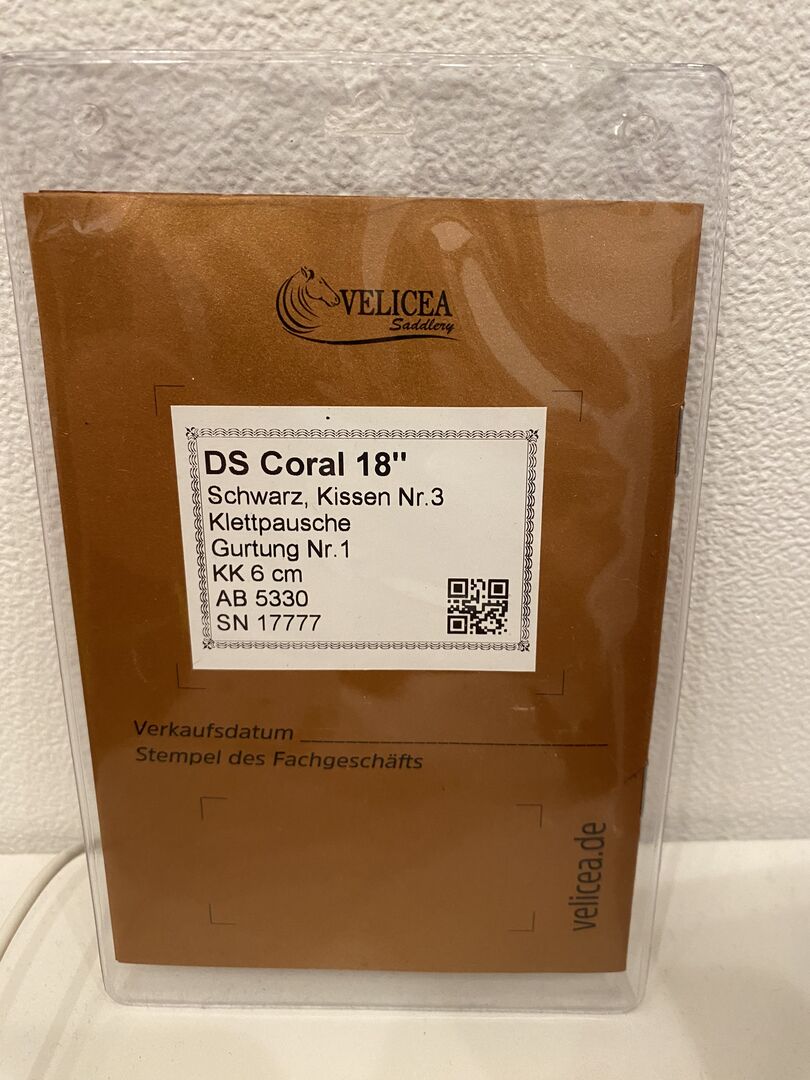 VELICEA
Saddlery
DS Coral 18"
Schwarz, Kissen Nr.3
Klettpausche
Gurtung Nr.1
KK 6 cm
AB 5330
SN 17777
Verkaufsdatum
Stempel des Fachgeschäfts
velicea.de